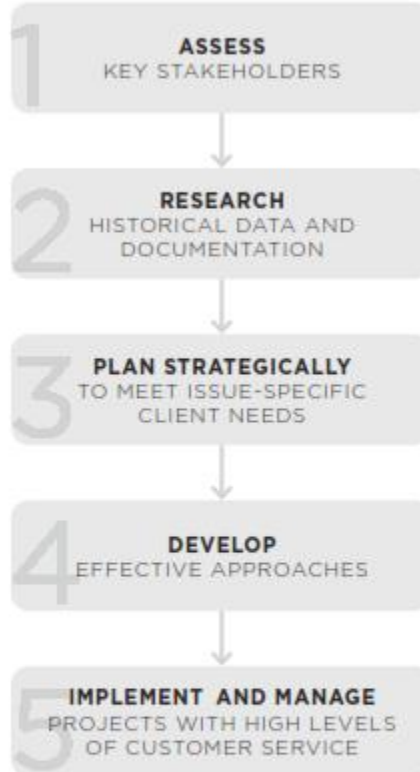 1
ASSESS
KEY STAKEHOLDERS
2
RESEARCH
HISTORICAL DATA AND
DOCUMENTATION
3
PLAN STRATEGICALLY
TO MEET ISSUE-SPECIFIC
CLIENT NEEDS
4
DEVELOP
EFFECTIVE APPROACHES
5
IMPLEMENT AND MANAGE
PROJECTS WITH HIGH LEVELS
OF CUSTOMER SERVICE